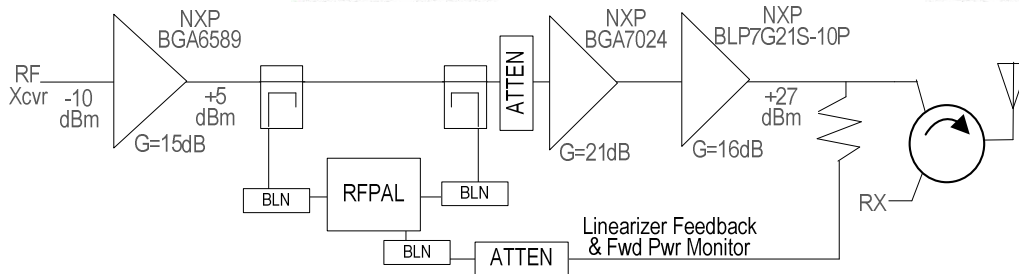 NXP
BGA6589
NXP
BGA7024
NXP
BLP7G21S-10P
RF
Xcvr
-10
dBm
+5
dBm
ATTEN
+27
dBm
G=15dB
G=21dB
G=16dB
BLN
RFPAL
BLN
RX
BLN
ATTEN
Linearizer Feedback
& Fwd Pwr Monitor